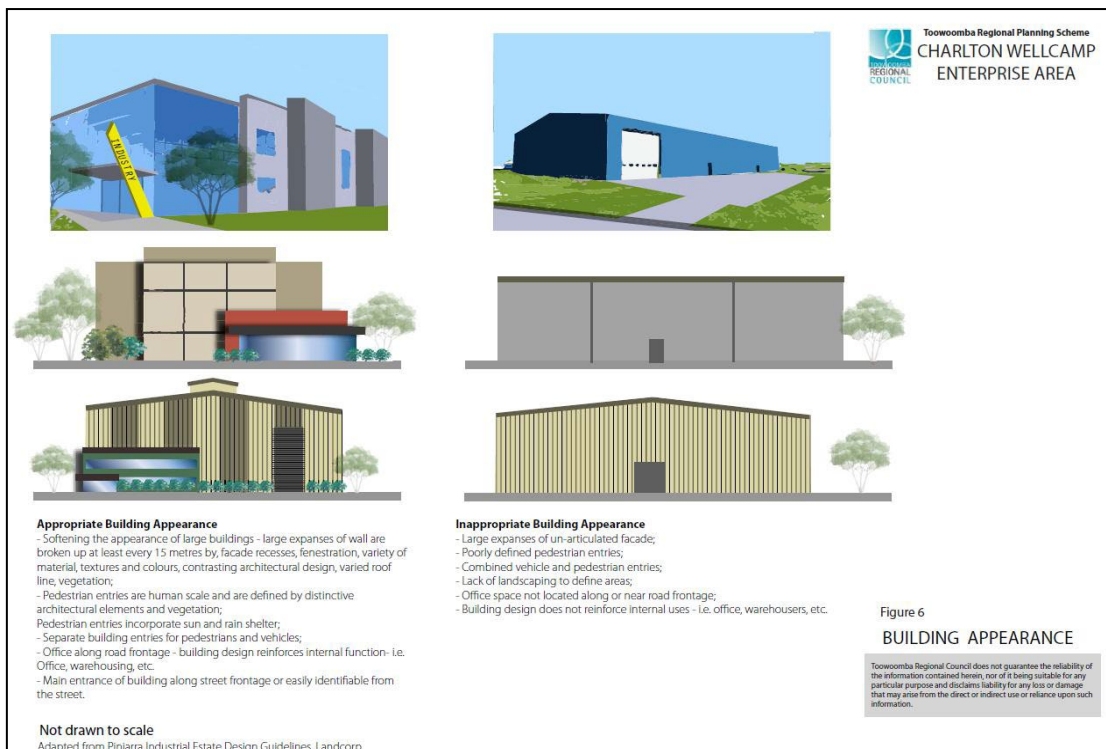 Toowoomba Regional Planning Scheme
CHARLTON WELLCAMP
ENTERPRISE AREA
TOOWOOMBA
REGIONAL
COUNCIL
INDUSTRY
Appropriate Building Appearance
- Softening the appearance of large buildings - large expanses of wall are
broken up at least every 15 metres by, facade recesses, fenestration, variety of
material, textures and colours, contrasting architectural design, varied roof
line, vegetation;
- Pedestrian entries are human scale and are defined by distinctive
architectural elements and vegetation;
Pedestrian entries incorporate sun and rain shelter;
- Separate building entries for pedestrians and vehicles;
- Office along road frontage - building design reinforces internal function- i.e.
Office, warehousing, etc.
- Main entrance of building along street frontage or easily identifiable from
the street.
Not drawn to scale
Adapted from Pinjarra Industrial Estate Design Guidelines, Landcorp
Inappropriate Building Appearance
- Large expanses of un-articulated facade;
- Poorly defined pedestrian entries;
- Combined vehicle and pedestrian entries;
- Lack of landscaping to define areas;
- Office space not located along or near road frontage;
- Building design does not reinforce internal uses - i.e. office, warehousers, etc.
Figure 6
BUILDING APPEARANCE
Toowoomba Regional Council does not guarantee the reliability of
the information contained herein, nor of it being suitable for any
particular purpose and disclaims liability for any loss or damage
that may arise from the direct or indirect use or reliance upon such
information.